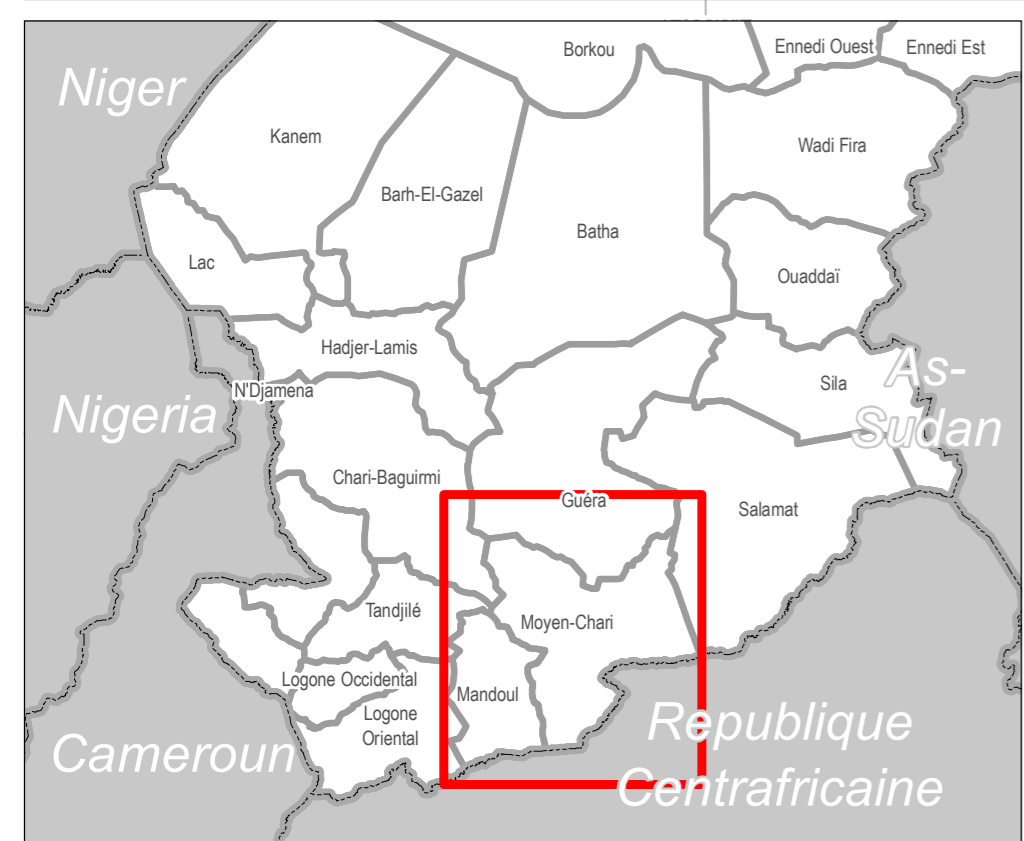 Borkou
Ennedi Ouest
Ennedi Est
Niger
Kanem
Wadi Fira
Barh-El-Gazel
Batha
Lac
Ouaddaï
Hadjer-Lamis
N'Djamena
Sila
As-
Sudan
Nigeria
Chari-Baguirmi
Guéra
Salamat
Tandjilé
Moyen-Chari
Logone Occidental
Mandoul
Logone
Oriental
Republique
Centrafricaine
Cameroun